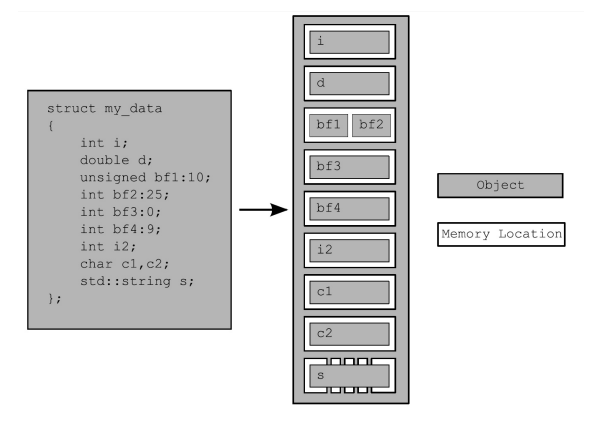 struct my_data
{
int i;
double d;
unsigned bf1:10;
int bf2:25;
int bf3:0;
int bf4:9;
int i2;
char c1,c2;
std::string s;
};
i
d
bf1 bf2
bf3
bf4
i2
c1
c2
s
Object
Memory Location